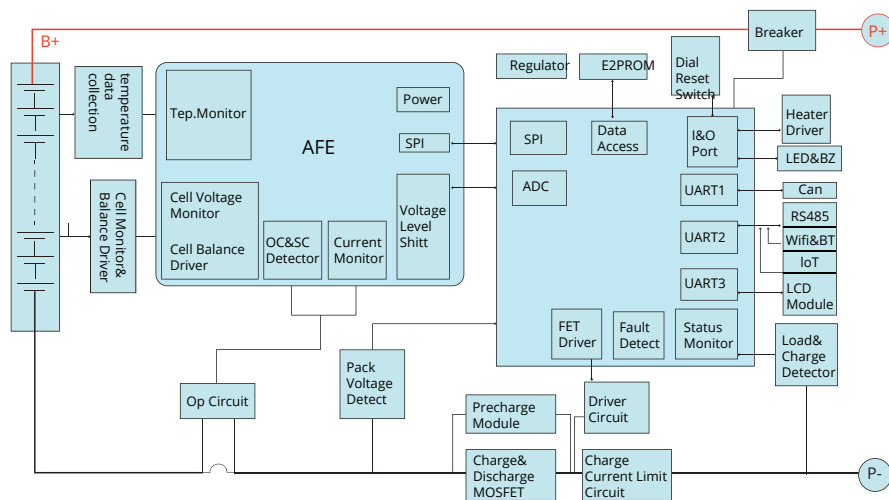 B+
Breaker
P+
temperature
data
collection
Tep.Monitor
AFE
Power
SPI
Regulator
E2PROM
Dial
Reset
Switch
SPI
Data
Access
I&O
Port
Heater
Driver
LED&BZ
ADC
UART1
Can
Cell Monitor&
Balance Driver
Cell Voltage
Monitor
Cell Balance
Driver
OC&SC
Detector
Current
Monitor
Voltage
Level
Shitt
UART2
RS485
Wifi&BT
IoT
UART3
LCD
Module
FET
Driver
Fault
Detect
Status
Monitor
Load&
Charge
Detector
Pack
Voltage
Detect
Op Circuit
Precharge
Module
Driver
Circuit
Charge&
Discharge
MOSFET
Charge
Current Limit
Circuit
P-